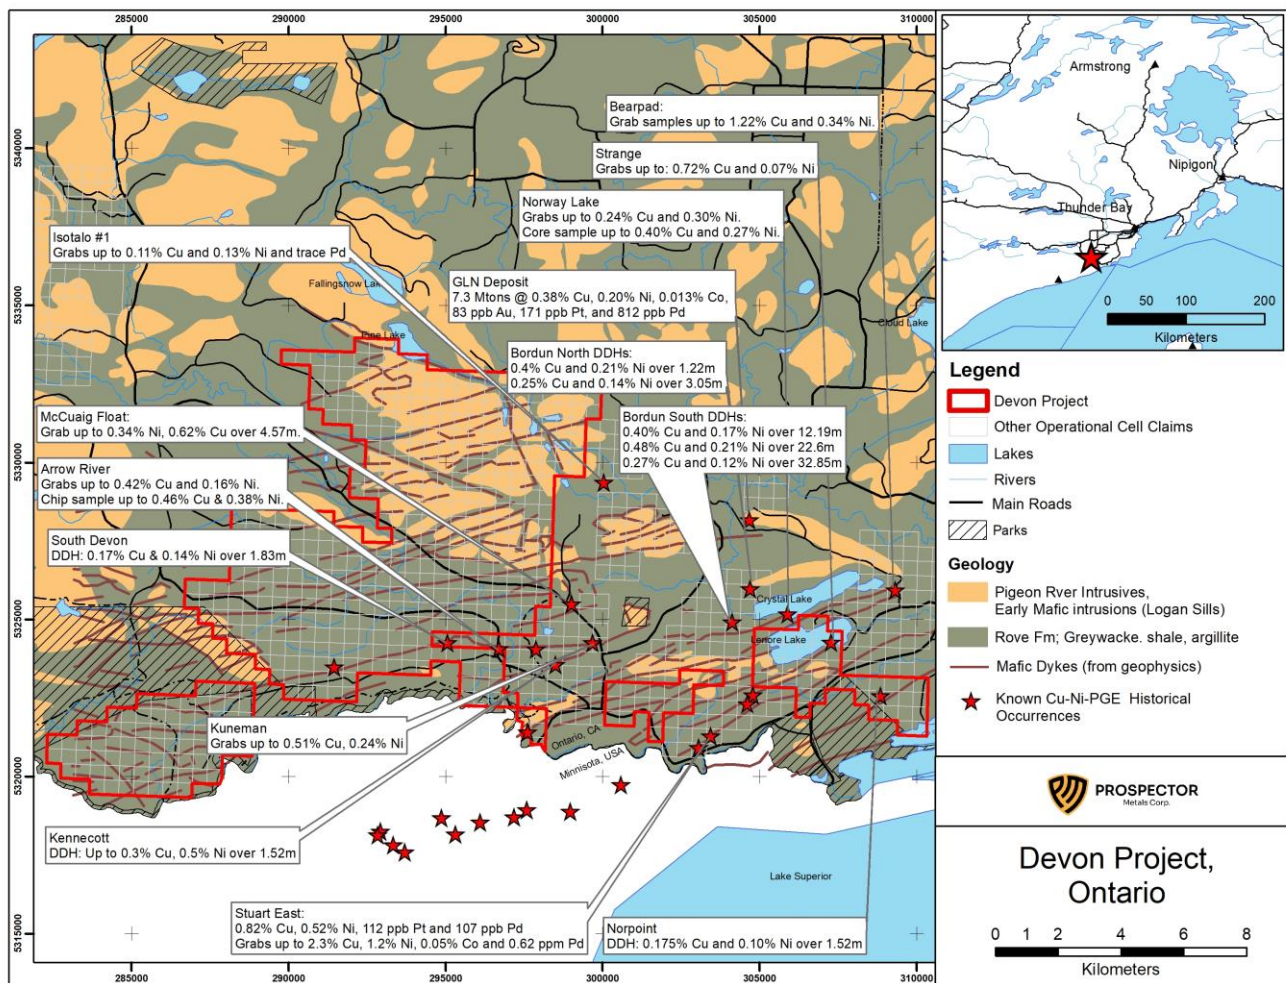 285000
290000
295000
300000
305000
310000
5340000
5335000
5330000
5325000
5320000
5315000
Bearpad:
Grab samples up to 1.22% Cu and 0.34% Ni.
Strange
Grabs up to: 0.72% Cu and 0.07% Ni
Norway Lake
Grabs up to 0.24% Cu and 0.30% Ni.
Core sample up to 0.40% Cu and 0.27% Ni.
Isotalo #1
Grabs up to 0.11% Cu and 0.13% Ni and trace Pd
Fallingsnow Lake
GLN Deposit
7.3 Mtons @ 0.38% Cu, 0.20% Ni, 0.013% Co,
83 ppb Au, 171 ppb Pt, and 812 ppb Pd
Cloud Lake
Pine Lake
Bordun North DDHs:
0.4% Cu and 0.21% Ni over 1.22m
0.25% Cu and 0.14% Ni over 3.05m
McCuaig Float:
Grab up to 0.34% Ni, 0.62% Cu over 4.57m.
Bordun South DDHs:
0.40% Cu and 0.17% Ni over 12.19m
0.48% Cu and 0.21% Ni over 22.6m
0.27% Cu and 0.12% Ni over 32.85m
Arrow River
Grabs up to 0.42% Cu and 0.16% Ni.
Chip sample up to 0.46% Cu & 0.38% Ni.
South Devon
DDH: 0.17% Cu & 0.14% Ni over 1.83m
Crystal Lake
Lenore Lake
Kuneman
Grabs up to 0.51% Cu, 0.24% Ni
Ontario, CA
Minnisota, USA
Kennecott
DDH: Up to 0.3% Cu, 0.5% Ni over 1.52m
Lake Superior
Stuart East:
0.82% Cu, 0.52% Ni, 112 ppb Pt and 107 ppb Pd
Grabs up to 2.3% Cu, 1.2% Ni, 0.05% Co and 0.62 ppm Pd
Norpoint
DDH: 0.175% Cu and 0.10% Ni over 1.52m
285000
290000
295000
300000
305000
310000
Armstrong
Nipigon
Thunder Bay
0 50 100 200
Kilometers
Legend
Devon Project
Other Operational Cell Claims
Lakes
Rivers
Main Roads
Parks
Geology
Pigeon River Intrusives,
Early Mafic intrusions (Logan Sills)
Rove Fm; Greywacke. shale, argillite
Mafic Dykes (from geophysics)
Known Cu-Ni-PGE Historical
Occurrences
PROSPECTOR
Metals Corp.
Devon Project,
Ontario
0 1 2 4 6 8
Kilometers